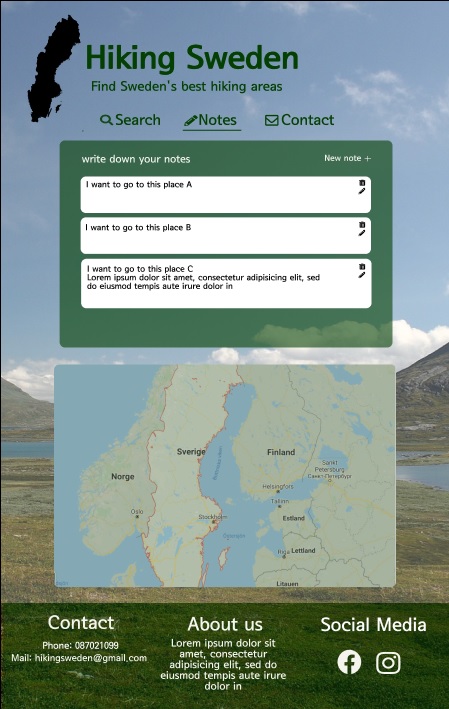 Hiking Sweden
Find Sweden's best hiking areas
Search Notes Contact
write down your notes
New note +
I want to go to this place A
I want to go to this place B
I want to go to this place C
Lorem ipsum dolor sit amet, consectetur adipisicing elit, sed
do eiusmod tempis aute irure dolor in
Sverige
Finland
Norge
Sankt
Petersburg
Санкт-Петербург
Helsingfors
Tallinn
Oslo
Stockholm
Estland
Östersjön
Riga
Lettland
Litauen
Contact
Phone: 087021099
Mail: hikingsweden@gmail.com
About us
Lorem ipsum dolor sit
amet, consectetur
adipisicing elit, sed do
eiusmod tempis aute irure
dolor in
Social Media